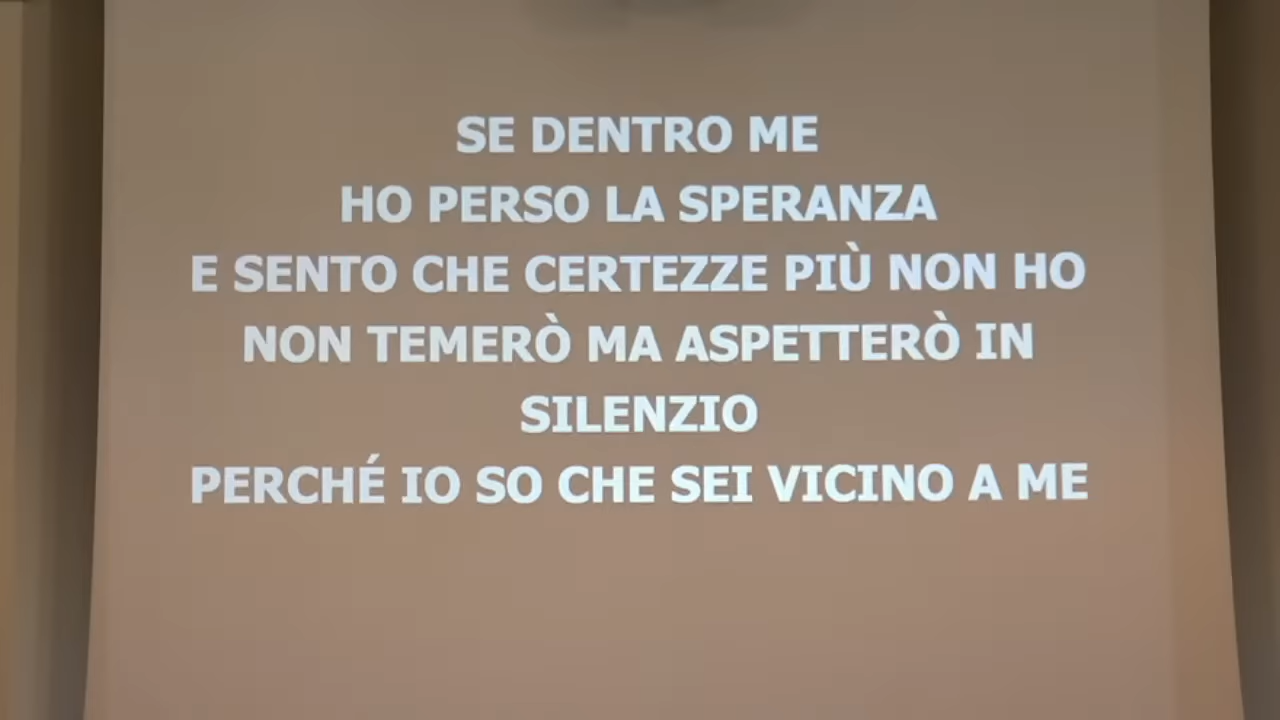 SE DENTRO ME
HO PERSO LA SPERANZA
E SENTO CHE CERTEZZE PIÙ NON HO
NON TEMERÒ MA ASPETTERÒ IN
SILENZIO
PERCHÉ IO SO CHE SEI VICINO A ME